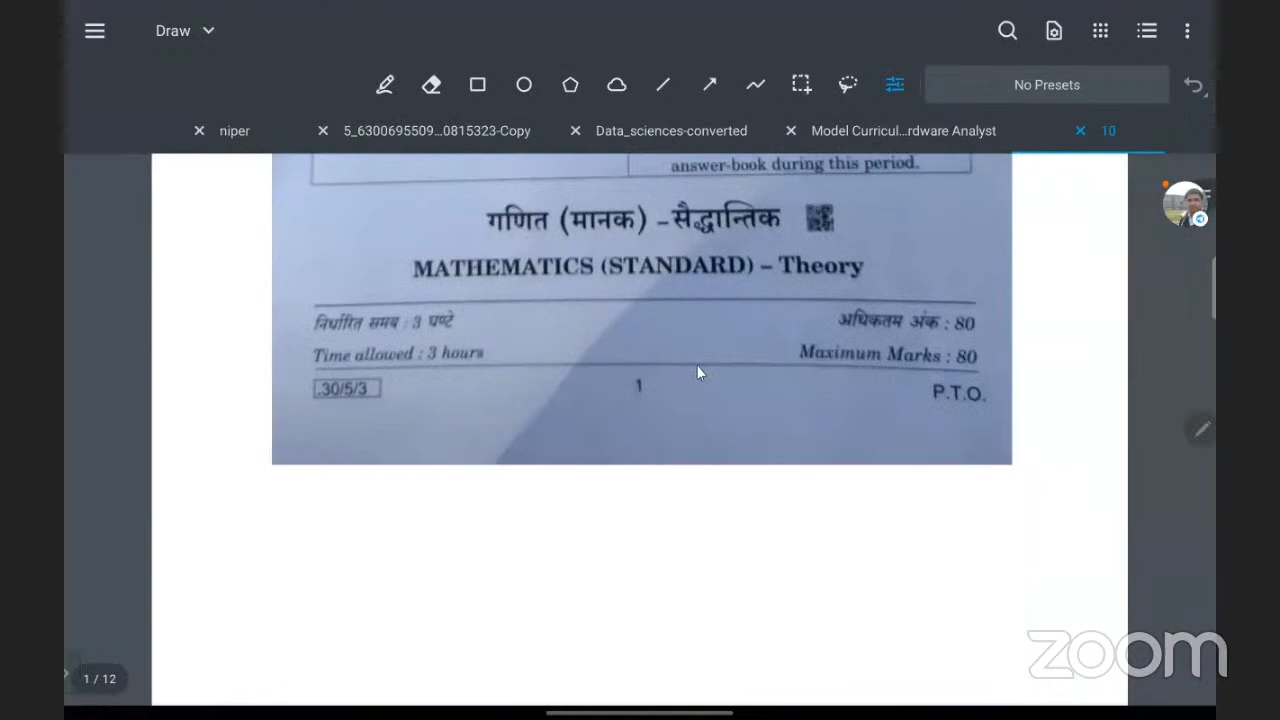 Draw
No Presets
niper
5_6300695509...0815323-Copy
Data_sciences-converted
Model Curricul...rdware Analyst
10
answer-book during this period.
गणित (मानक) – सैद्धान्तिक
MATHEMATICS (STANDARD) – Theory
निर्धारित समय : 3 घण्टे
अधिकतम अंक : 80
Time allowed : 3 hours
Maximum Marks : 80
.30/5/3
1
P.T.O.
1 / 12
zoom